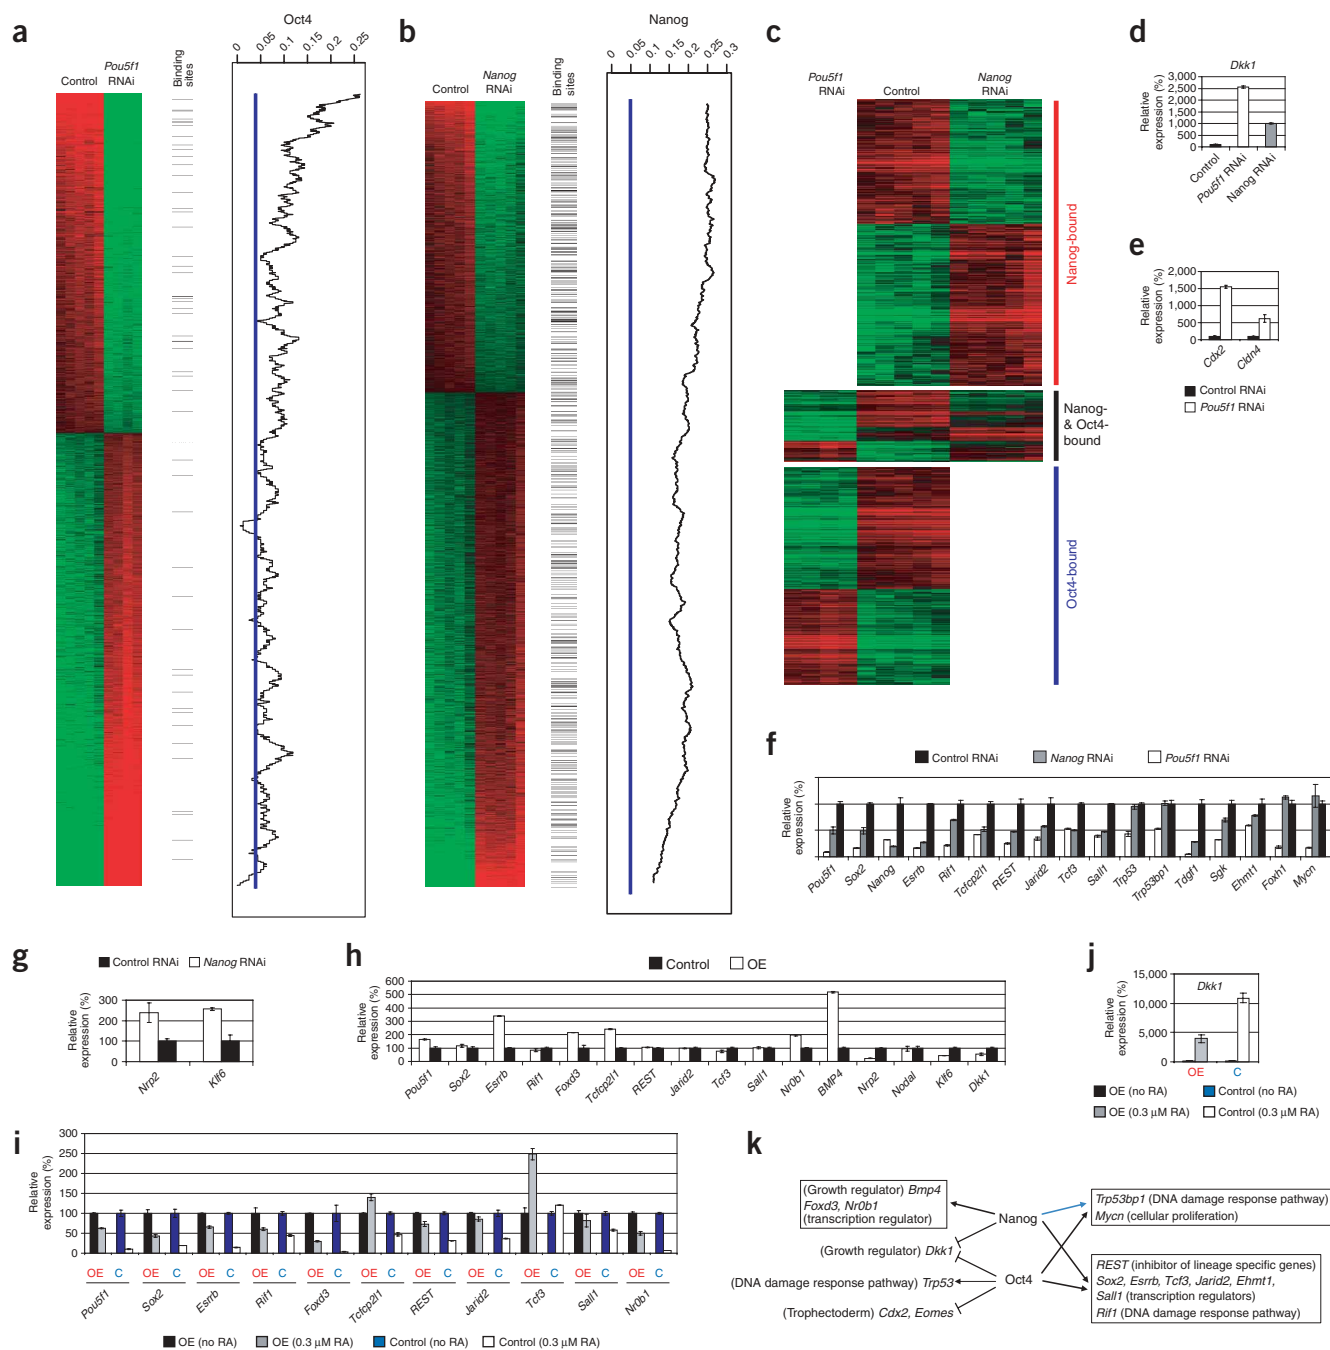 a
Control
Pou5f1
RNAi
Binding
sites
Oct4
0
0.05
0.1
0.15
0.2
0.25
b
Control
Nanog
RNAi
Binding
sites
Nanog
0
0.05
0.1
0.15
0.2
0.25
0.3
c
Pou5f1
RNAi
Control
Nanog
RNAi
Nanog-bound
Nanog-
& Oct4-
bound
Oct4-bound
d
Dkk1
Relative
expression (%)
3,000
2,500
2,000
1,500
1,000
500
0
Control
Pou5f1 RNAi
Nanog RNAi
e
Relative
expression (%)
2,000
1,500
1,000
500
0
Cdx2
Cldn4
Control RNAi
Pou5f1 RNAi
f
Control RNAi
Nanog RNAi
Pou5f1 RNAi
Relative
expression (%)
Pou5f1
Sox2
Nanog
Esrrb
Rif1
Tcfcp2l1
REST
Jarid2
Tcf3
Sall1
Trp53
Trp53bp1
Tdgf1
Sgk
Ehmt1
Foxh1
Mycn
g
Control RNAi
Nanog RNAi
Relative
expression (%)
300
200
100
0
Nrp2
Klf6
h
Control
OE
Relative
expression (%)
600
500
400
300
200
100
0
Pou5f1
Sox2
Esrrb
Rif1
Foxd3
Tcfcp2l1
REST
Jarid2
Tcf3
Sall1
Nr0b1
BMP4
Nrp2
Nodal
Klf6
Dkk1
j
Dkk1
Relative
expression (%)
15,000
10,000
5,000
0
OE
C
OE (no RA)
Control (no RA)
OE (0.3 µM RA)
Control (0.3 µM RA)
i
Relative
expression (%)
300
250
200
150
100
50
0
OE C OE C OE C OE C OE C OE C OE C OE C OE C OE C OE C
Pou5f1
Sox2
Esrrb
Rif1
Foxd3
Tcfcp2l1
REST
Jarid2
Tcf3
Sall1
Nr0b1
OE (no RA)
OE (0.3 µM RA)
Control (no RA)
Control (0.3 µM RA)
k
(Growth regulator) Bmp4
Foxd3, Nr0b1
(transcription regulator)
(Growth regulator) Dkk1
(DNA damage response pathway) Trp53
(Trophectoderm) Cdx2, Eomes
Nanog
Oct4
Trp53bp1 (DNA damage response pathway)
Mycn (cellular proliferation)
REST (inhibitor of lineage specific genes)
Sox2, Esrrb, Tcf3, Jarid2, Ehmt1,
Sall1 (transcription regulators)
Rif1 (DNA damage response pathway)